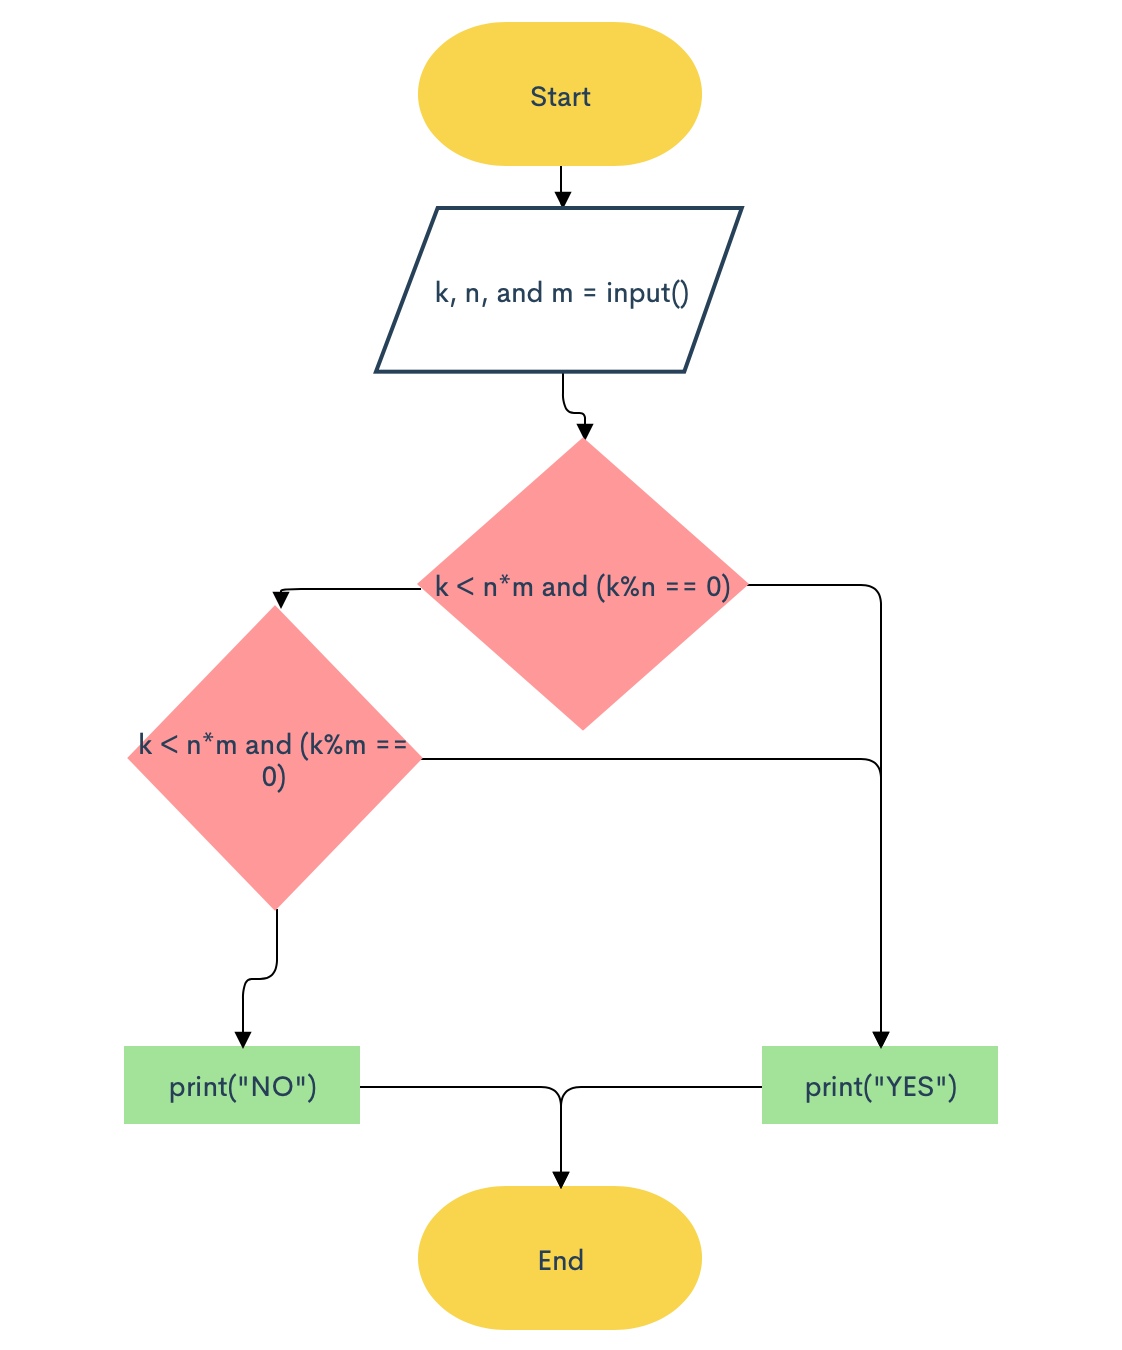 Start
k, n, and m = input()
k < n*m and (k%n == 0)
k < n*m and (k%m ==
0)
print("NO")
print("YES")
End